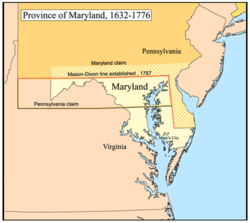 Province of Maryland, 1632-1776
Pennsylvania
Maryland claim
Mason-Dixon line established , 1767
Maryland
Pennsylvania claim
St. Mary's City
Virginia